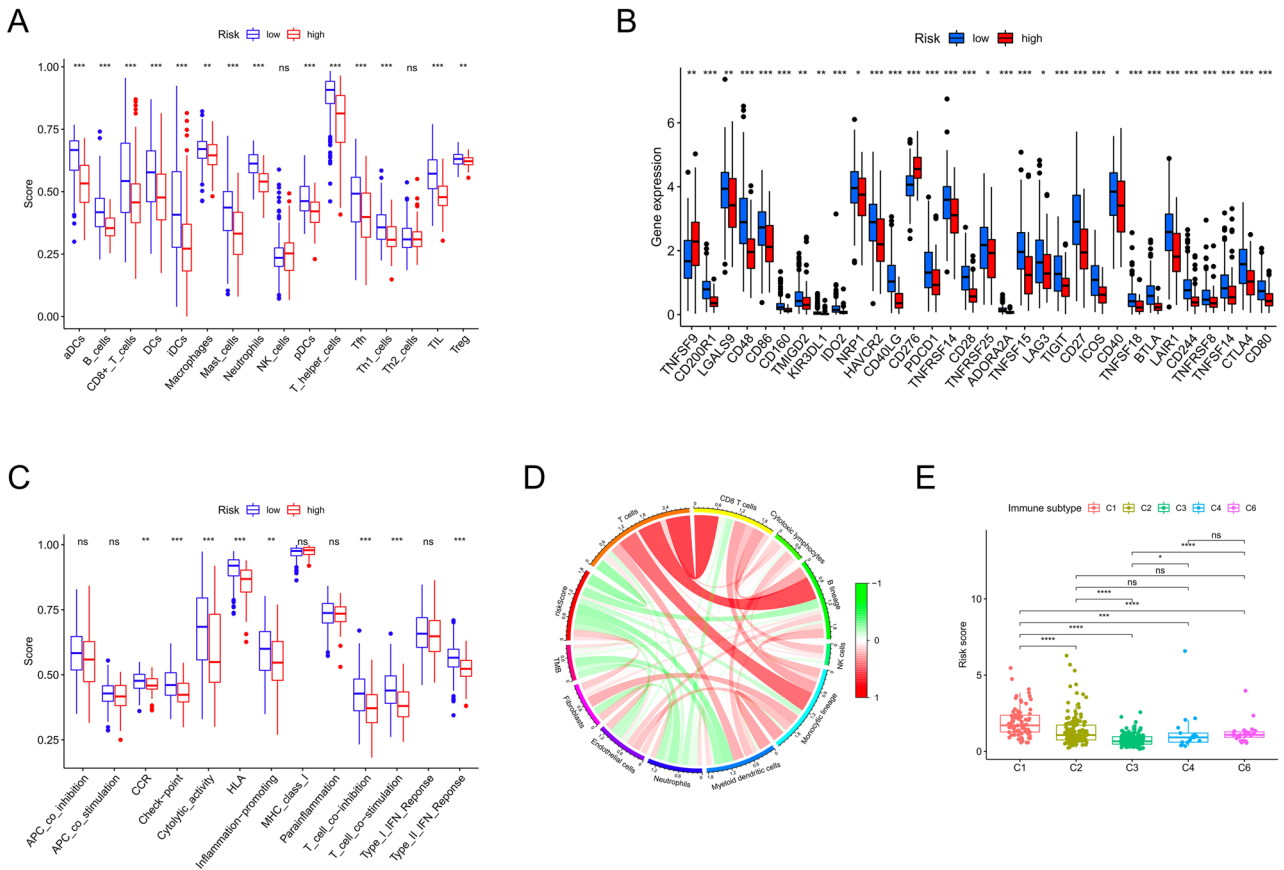 A
Risk low high
*** *** *** *** *** ** *** *** ns *** *** *** *** ns *** **
1.00
0.75
0.50
0.25
0.00
Score
aDCs
B_cells
CD8+_T_cells
DCs
iDCs
Macrophages
Mast_cells
Neutrophils
NK_cells
pDCs
T_helper_cells
Tfh
Th1_cells
Th2_cells
TIL
Treg
B
Risk low high
** *** ** *** *** *** ** ** *** * *** *** *** *** *** *** * *** *** * *** *** *** * *** *** *** *** *** *** *** ***
6
4
2
0
Gene expression
TNFSF9
CD200R1
LGALS9
CD48
CD86
CD160
TMIGD2
KIR3DL1
IDO2
NRP1
HAVCR2
CD40LG
CD276
PDCD1
TNFRSF14
CD28
TNFRSF25
ADORA2A
TNFSF15
LAG3
TIGIT
CD27
ICOS
CD40
TNFSF18
BTLA
LAIR1
CD244
TNFRSF8
TNFSF14
CTLA4
CD80
C
Risk low high
ns ns ** *** *** *** ** ns ns *** *** ns ***
1.00
0.75
0.50
0.25
Score
APC_co_inhibition
APC_co_stimulation
CCR
Check-point
Cytolytic_activity
HLA
Inflammation-promoting
MHC_class_I
Parainflammation
T_cell_co-inhibition
T_cell_co-stimulation
Type_I_IFN_Reponse
Type_II_IFN_Reponse
D
T cells
CD8 T cells
Cytotoxic lymphocytes
B lineage
NK cells
Monocytic lineage
Myeloid dendritic cells
Neutrophils
Endothelial cells
Fibroblasts
TMB
riskScore
-1
-0.5
0
0.5
1
E
Immune subtype C1 C2 C3 C4 C6
ns
****
*
ns
ns
****
****
***
****
****
10
5
0
Risk score
C1 C2 C3 C4 C6